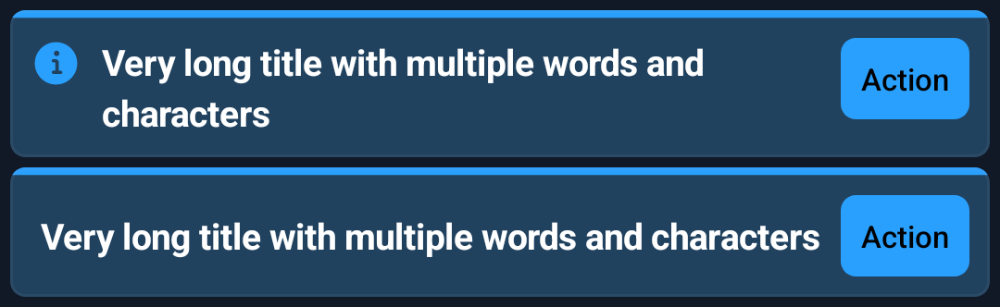 Very long title with multiple words and
characters
Action
Very long title with multiple words and characters
Action